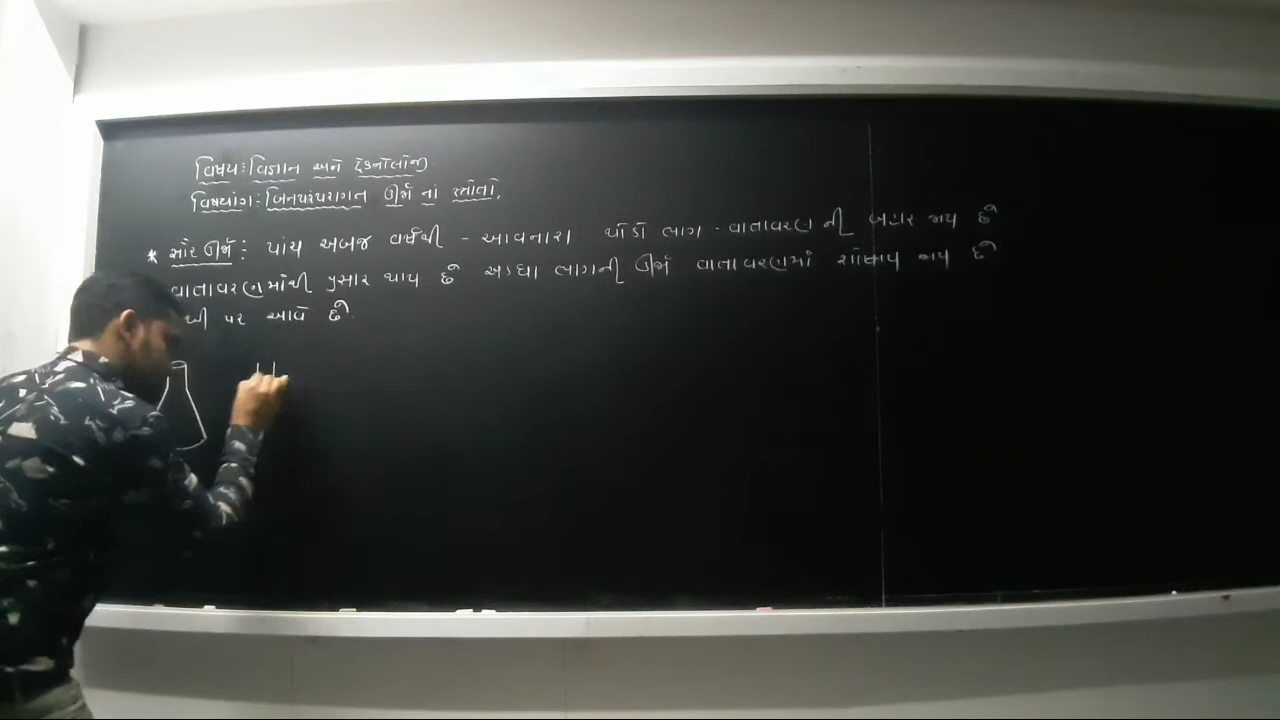 વિષય: વિજ્ઞાન અને ટેકનોલોજી
વિષયાંગ: બિનપરંપરાગત ઊર્જા નાં સ્ત્રોતો.
* સૌર ઊર્જા: પાંચ અબજ વર્ષથી - આવનારા થોડો ભાગ - વાતાવરણ ની બહાર જાય છે
વાતાવરણમાંથી પ્રસાર થાય છે અડધા ભાગની ઊર્જા વાતાવરણમાં શોષાય જાય છે
પર આવે છે.